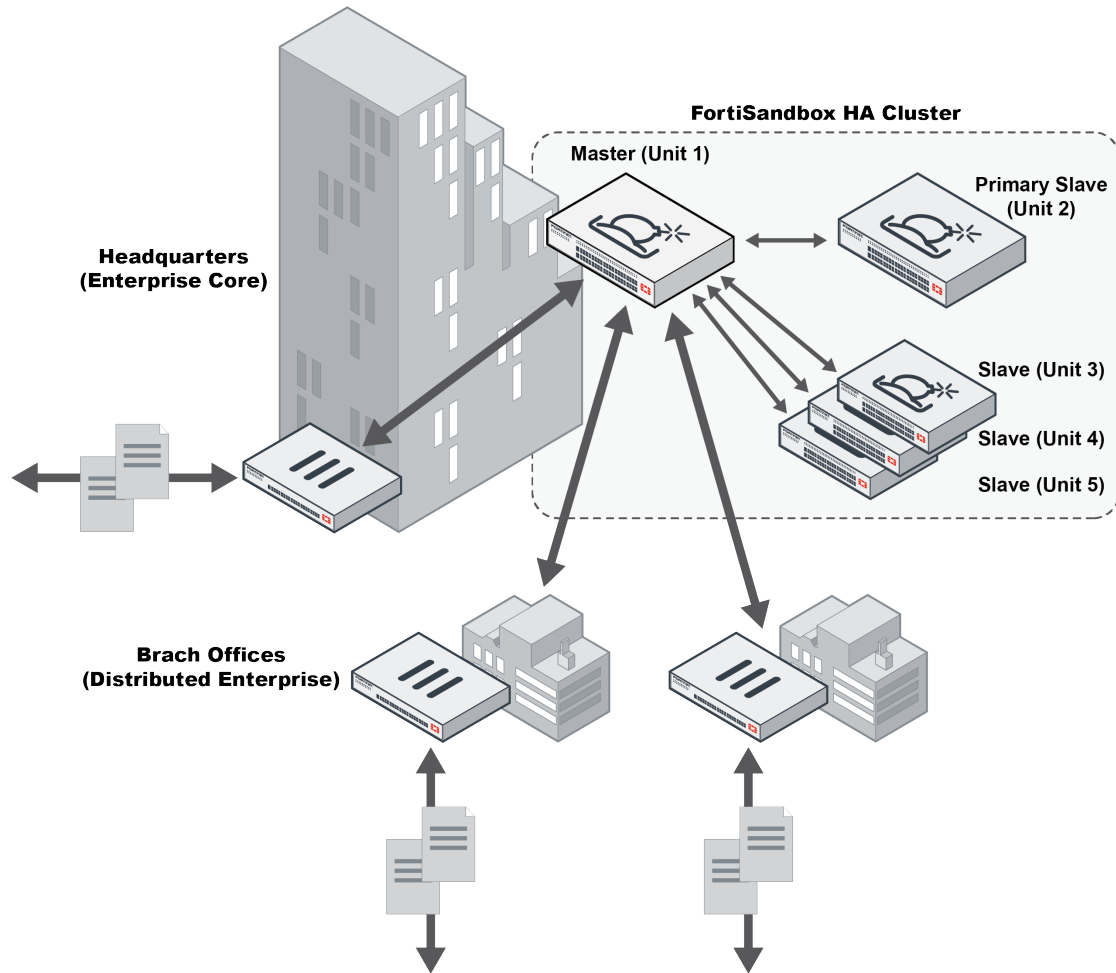 FortiSandbox HA Cluster
Master (Unit 1)
Primary Slave
(Unit 2)
Headquarters
(Enterprise Core)
Slave (Unit 3)
Slave (Unit 4)
Slave (Unit 5)
Brach Offices
(Distributed Enterprise)